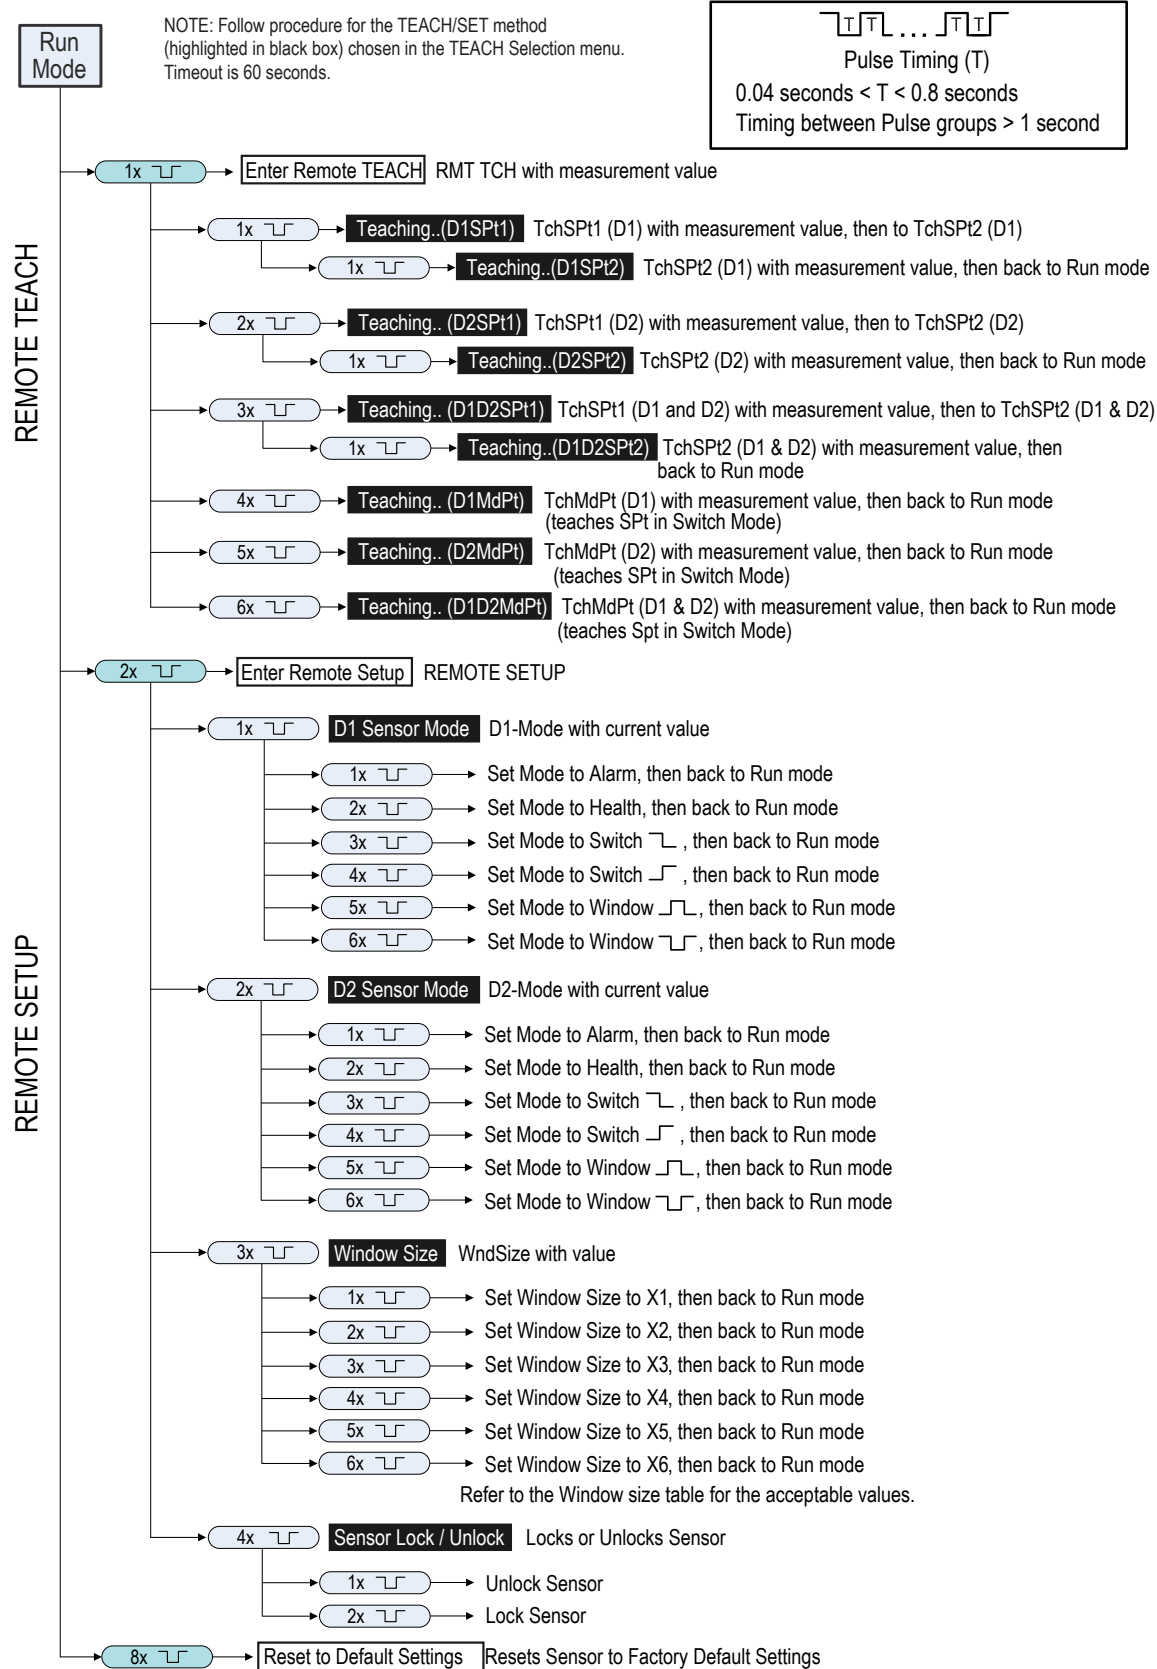 Run
Mode
NOTE: Follow procedure for the TEACH/SET method
(highlighted in black box) chosen in the TEACH Selection menu.
Timeout is 60 seconds.
T T ... T T
Pulse Timing (T)
0.04 seconds < T < 0.8 seconds
Timing between Pulse groups > 1 second
REMOTE TEACH
1x Enter Remote TEACH RMT TCH with measurement value
1x Teaching..(D1SPt1) TchSPt1 (D1) with measurement value, then to TchSPt2 (D1)
1x Teaching..(D1SPt2) TchSPt2 (D1) with measurement value, then back to Run mode
2x Teaching.. (D2SPt1) TchSPt1 (D2) with measurement value, then to TchSPt2 (D2)
1x Teaching..(D2SPt2) TchSPt2 (D2) with measurement value, then back to Run mode
3x Teaching.. (D1D2SPt1) TchSPt1 (D1 and D2) with measurement value, then to TchSPt2 (D1 & D2)
1x Teaching..(D1D2SPt2) TchSPt2 (D1 & D2) with measurement value, then
back to Run mode
4x Teaching.. (D1MdPt) TchMdPt (D1) with measurement value, then back to Run mode
(teaches SPt in Switch Mode)
5x Teaching.. (D2MdPt) TchMdPt (D2) with measurement value, then back to Run mode
(teaches SPt in Switch Mode)
6x Teaching.. (D1D2MdPt) TchMdPt (D1 & D2) with measurement value, then back to Run mode
(teaches Spt in Switch Mode)
REMOTE SETUP
2x Enter Remote Setup REMOTE SETUP
1x D1 Sensor Mode D1-Mode with current value
1x Set Mode to Alarm, then back to Run mode
2x Set Mode to Health, then back to Run mode
3x Set Mode to Switch , then back to Run mode
4x Set Mode to Switch , then back to Run mode
5x Set Mode to Window , then back to Run mode
6x Set Mode to Window , then back to Run mode
2x D2 Sensor Mode D2-Mode with current value
1x Set Mode to Alarm, then back to Run mode
2x Set Mode to Health, then back to Run mode
3x Set Mode to Switch , then back to Run mode
4x Set Mode to Switch , then back to Run mode
5x Set Mode to Window , then back to Run mode
6x Set Mode to Window , then back to Run mode
3x Window Size WndSize with value
1x Set Window Size to X1, then back to Run mode
2x Set Window Size to X2, then back to Run mode
3x Set Window Size to X3, then back to Run mode
4x Set Window Size to X4, then back to Run mode
5x Set Window Size to X5, then back to Run mode
6x Set Window Size to X6, then back to Run mode
Refer to the Window size table for the acceptable values.
4x Sensor Lock / Unlock Locks or Unlocks Sensor
1x Unlock Sensor
2x Lock Sensor
8x Reset to Default Settings Resets Sensor to Factory Default Settings